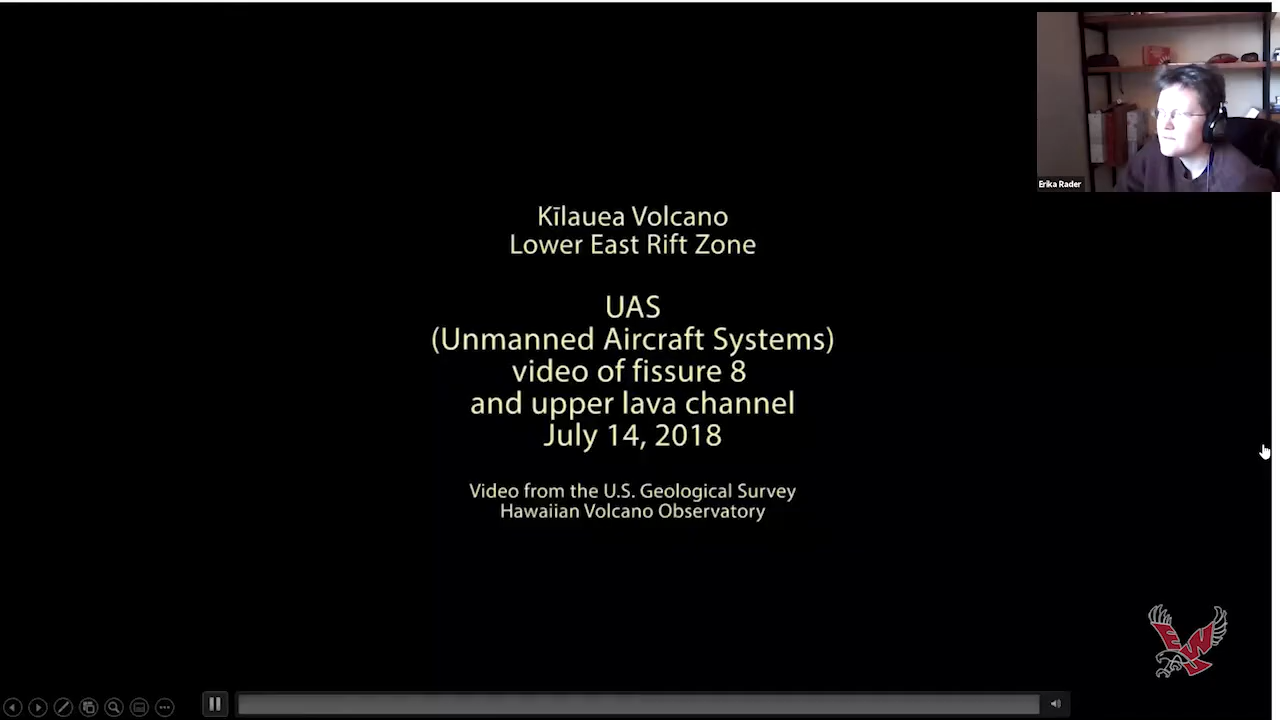 Erika Rader
Kīlauea Volcano
Lower East Rift Zone
UAS
(Unmanned Aircraft Systems)
video of fissure 8
and upper lava channel
July 14, 2018
Video from the U.S. Geological Survey
Hawaiian Volcano Observatory
EWU